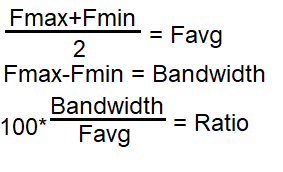 Fmax+Fmin
2
= Favg
Fmax-Fmin = Bandwidth
100*
Bandwidth
Favg
= Ratio